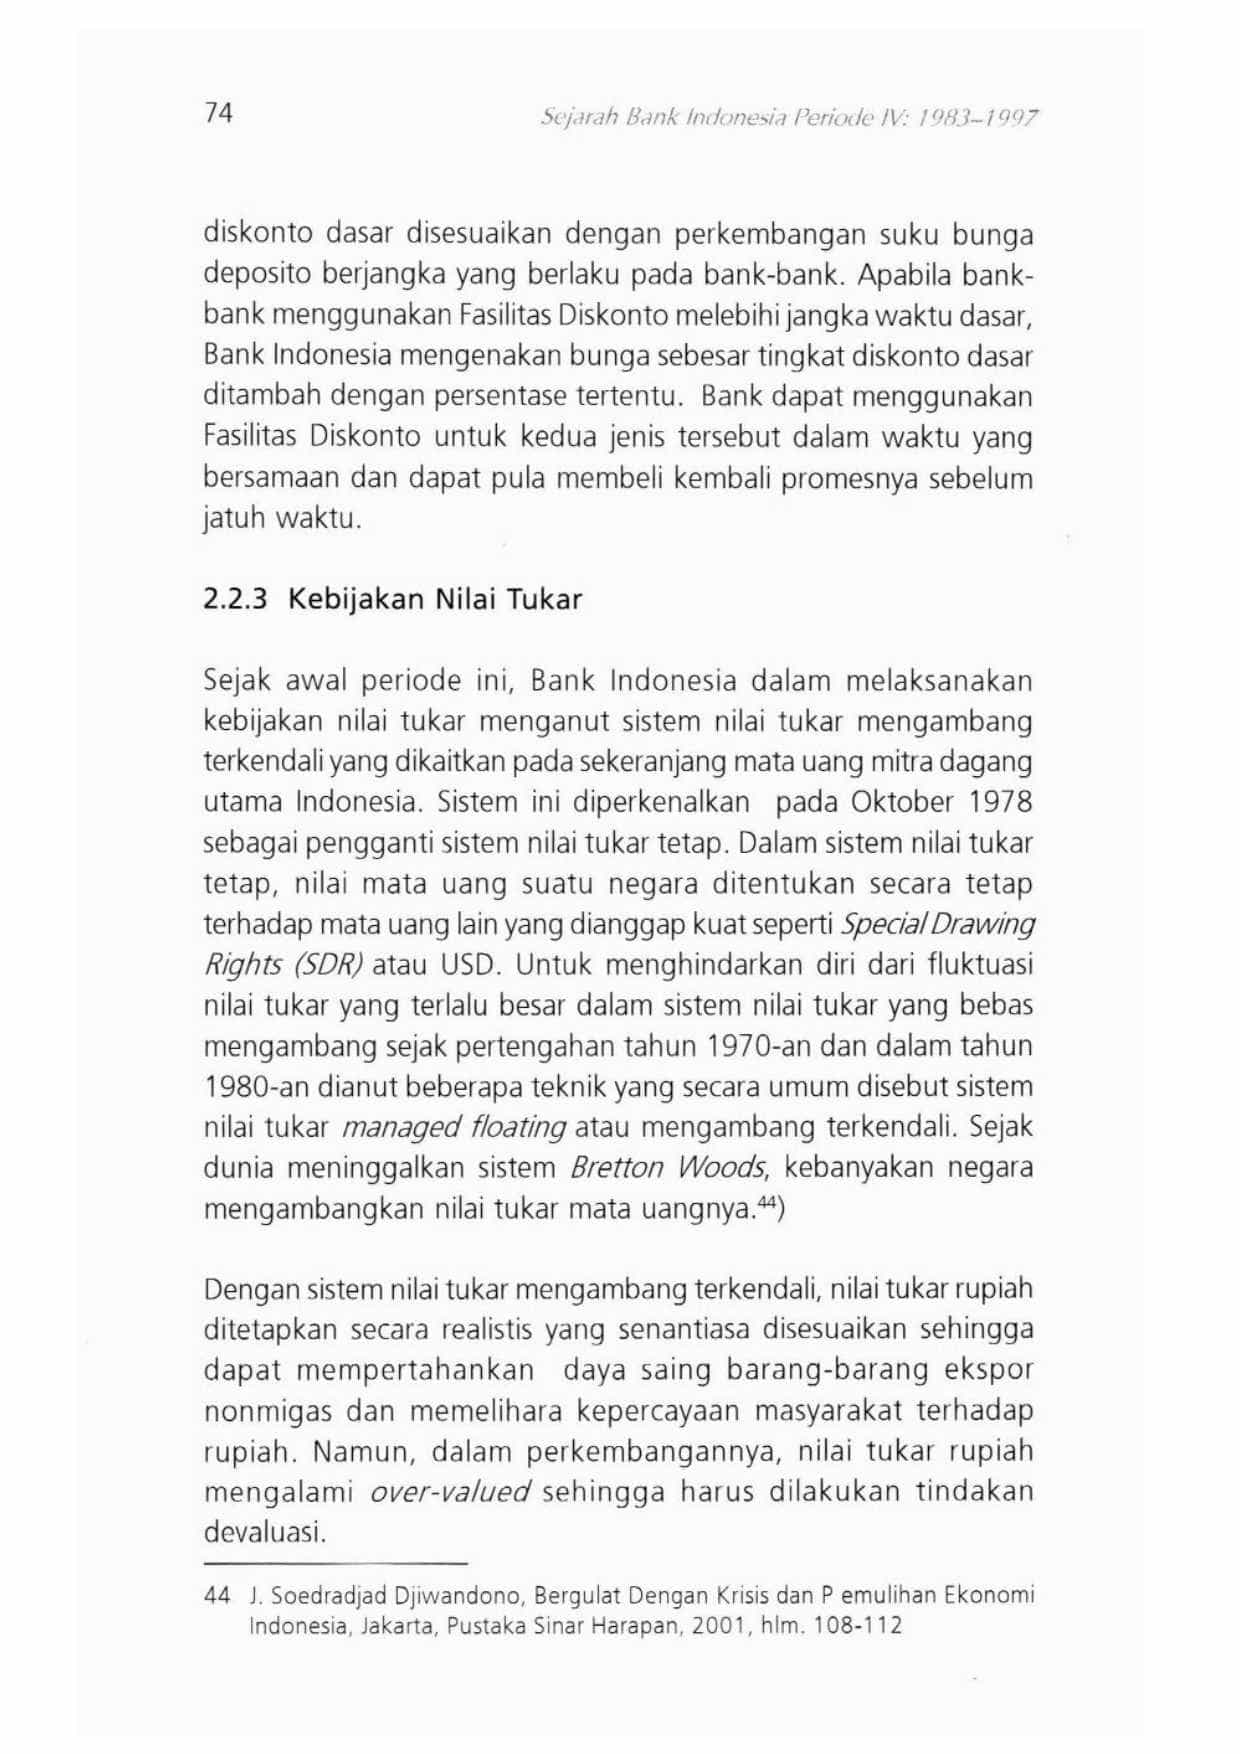 74
Sejarah Bank Indonesia Periode IV: 1983–1997
diskonto dasar disesuaikan dengan perkembangan suku bunga
deposito berjangka yang berlaku pada bank-bank. Apabila bank-
bank menggunakan Fasilitas Diskonto melebihi jangka waktu dasar,
Bank Indonesia mengenakan bunga sebesar tingkat diskonto dasar
ditambah dengan persentase tertentu. Bank dapat menggunakan
Fasilitas Diskonto untuk kedua jenis tersebut dalam waktu yang
bersamaan dan dapat pula membeli kembali promesnya sebelum
jatuh waktu.
2.2.3 Kebijakan Nilai Tukar
Sejak awal periode ini, Bank Indonesia dalam melaksanakan
kebijakan nilai tukar menganut sistem nilai tukar mengambang
terkendali yang dikaitkan pada sekeranjang mata uang mitra dagang
utama Indonesia. Sistem ini diperkenalkan pada Oktober 1978
sebagai pengganti sistem nilai tukar tetap. Dalam sistem nilai tukar
tetap, nilai mata uang suatu negara ditentukan secara tetap
terhadap mata uang lain yang dianggap kuat seperti Special Drawing
Rights (SDR) atau USD. Untuk menghindarkan diri dari fluktuasi
nilai tukar yang terlalu besar dalam sistem nilai tukar yang bebas
mengambang sejak pertengahan tahun 1970-an dan dalam tahun
1980-an dianut beberapa teknik yang secara umum disebut sistem
nilai tukar managed floating atau mengambang terkendali. Sejak
dunia meninggalkan sistem Bretton Woods, kebanyakan negara
mengambangkan nilai tukar mata uangnya.⁴⁴)
Dengan sistem nilai tukar mengambang terkendali, nilai tukar rupiah
ditetapkan secara realistis yang senantiasa disesuaikan sehingga
dapat mempertahankan daya saing barang-barang ekspor
nonmigas dan memelihara kepercayaan masyarakat terhadap
rupiah. Namun, dalam perkembangannya, nilai tukar rupiah
mengalami over-valued sehingga harus dilakukan tindakan
devaluasi.
44 J. Soedradjad Djiwandono, Bergulat Dengan Krisis dan P emulihan Ekonomi
Indonesia, Jakarta, Pustaka Sinar Harapan, 2001, hlm. 108-112